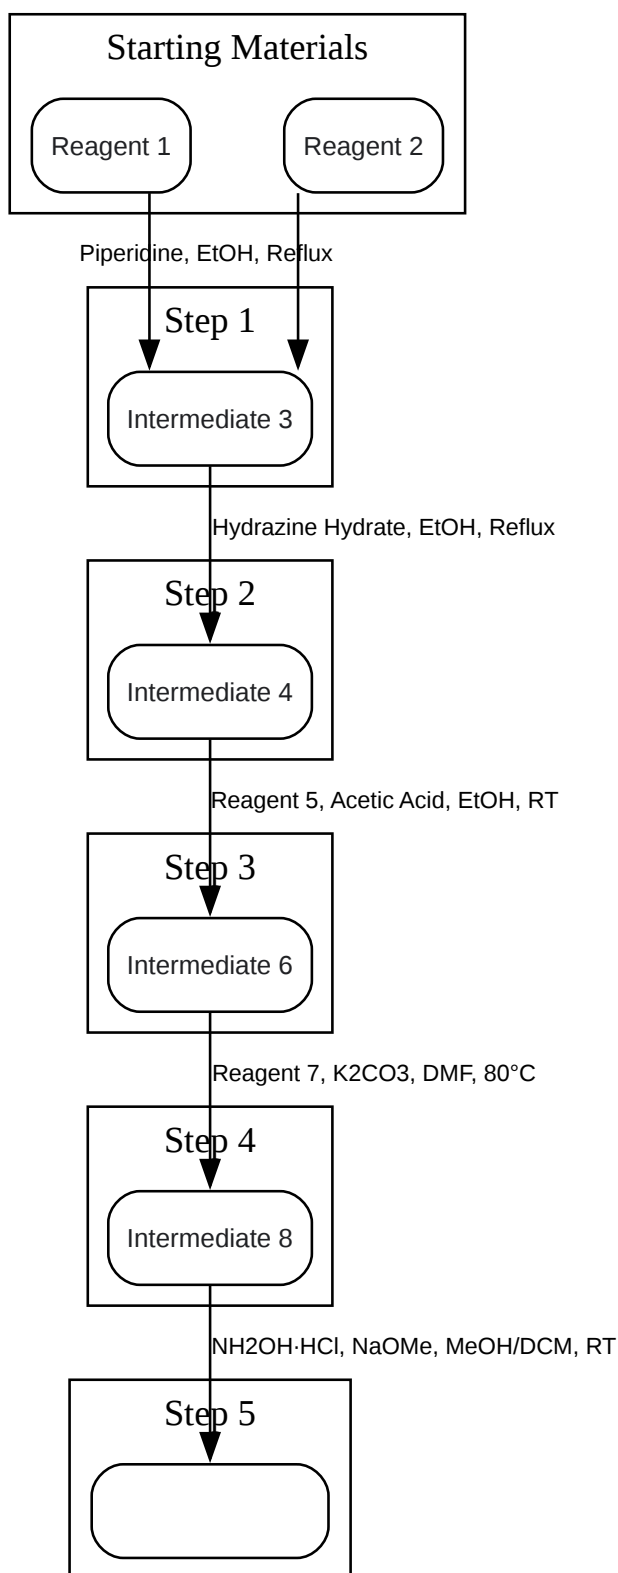 Starting Materials
Reagent 1
Reagent 2
Piperidine, EtOH, Reflux
Step 1
Intermediate 3
Hydrazine Hydrate, EtOH, Reflux
Step 2
Intermediate 4
Reagent 5, Acetic Acid, EtOH, RT
Step 3
Intermediate 6
Reagent 7, K2CO3, DMF, 80°C
Step 4
Intermediate 8
NH2OH·HCl, NaOMe, MeOH/DCM, RT
Step 5